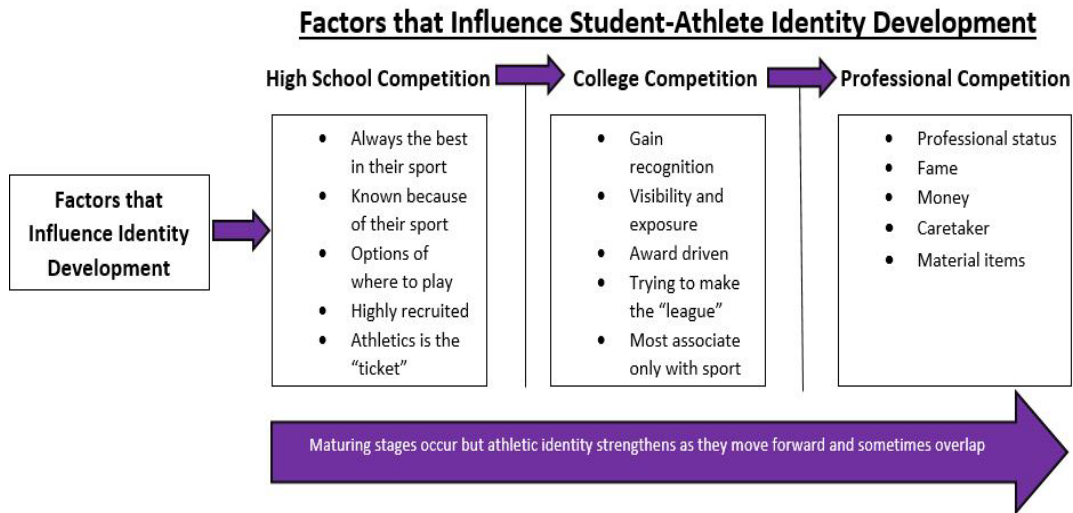 Factors that Influence Student-Athlete Identity Development
High School Competition
College Competition
Professional Competition
Factors that
Influence Identity
Development
• Always the best
in their sport
• Known because
of their sport
• Options of
where to play
• Highly recruited
• Athletics is the
“ticket”
• Gain
recognition
• Visibility and
exposure
• Award driven
• Trying to make
the “league”
• Most associate
only with sport
• Professional status
• Fame
• Money
• Caretaker
• Material items
Maturing stages occur but athletic identity strengthens as they move forward and sometimes overlap